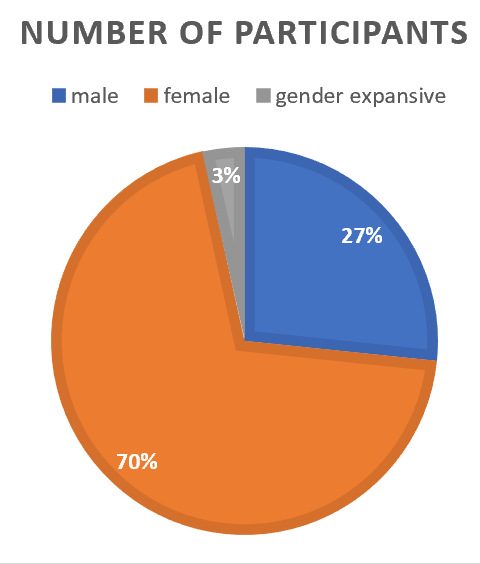 NUMBER OF PARTICIPANTS
male female gender expansive
3%
27%
70%